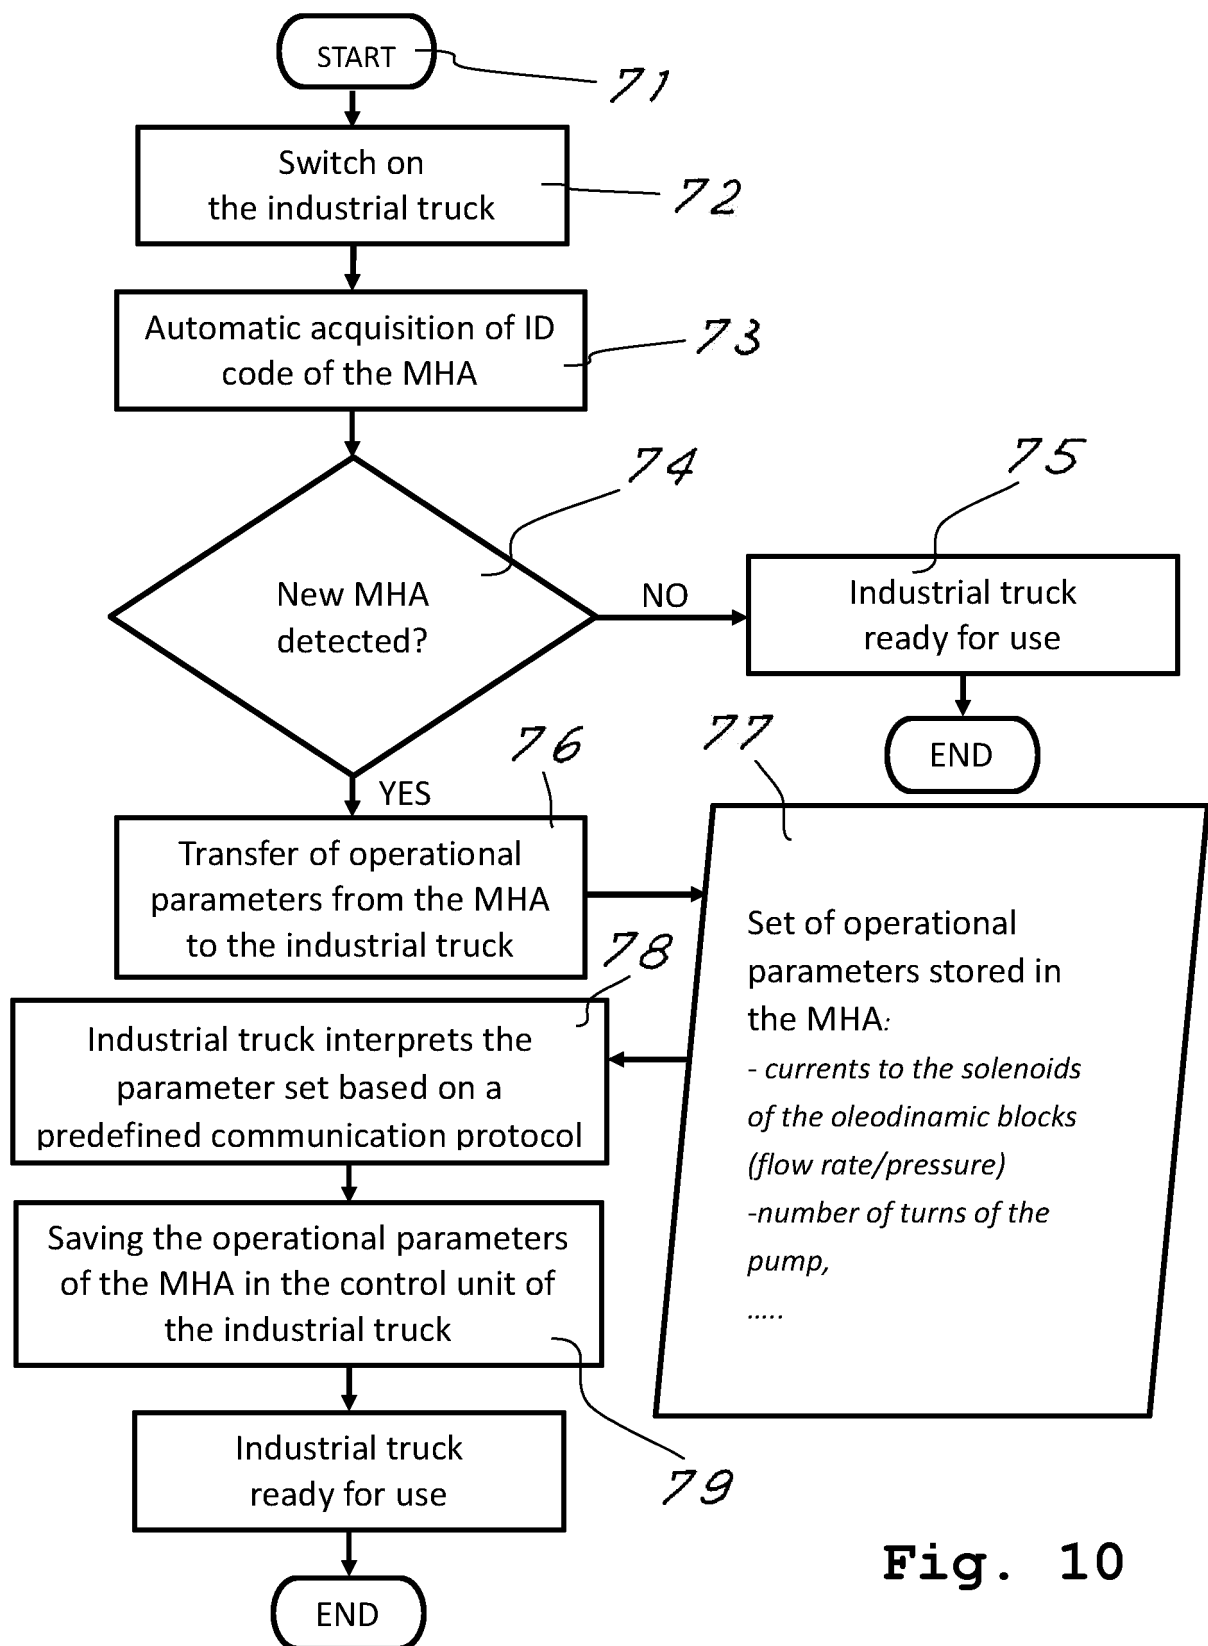 START
71
Switch on
the industrial truck
72
Automatic acquisition of ID
code of the MHA
73
74
New MHA
detected?
NO
75
Industrial truck
ready for use
END
YES
76
Transfer of operational
parameters from the MHA
to the industrial truck
77
Set of operational
parameters stored in
the MHA:
- currents to the solenoids
of the oleodinamic blocks
(flow rate/pressure)
-number of turns of the
pump,
.....
78
Industrial truck interprets the
parameter set based on a
predefined communication protocol
Saving the operational parameters
of the MHA in the control unit of
the industrial truck
79
Industrial truck
ready for use
END
Fig. 10